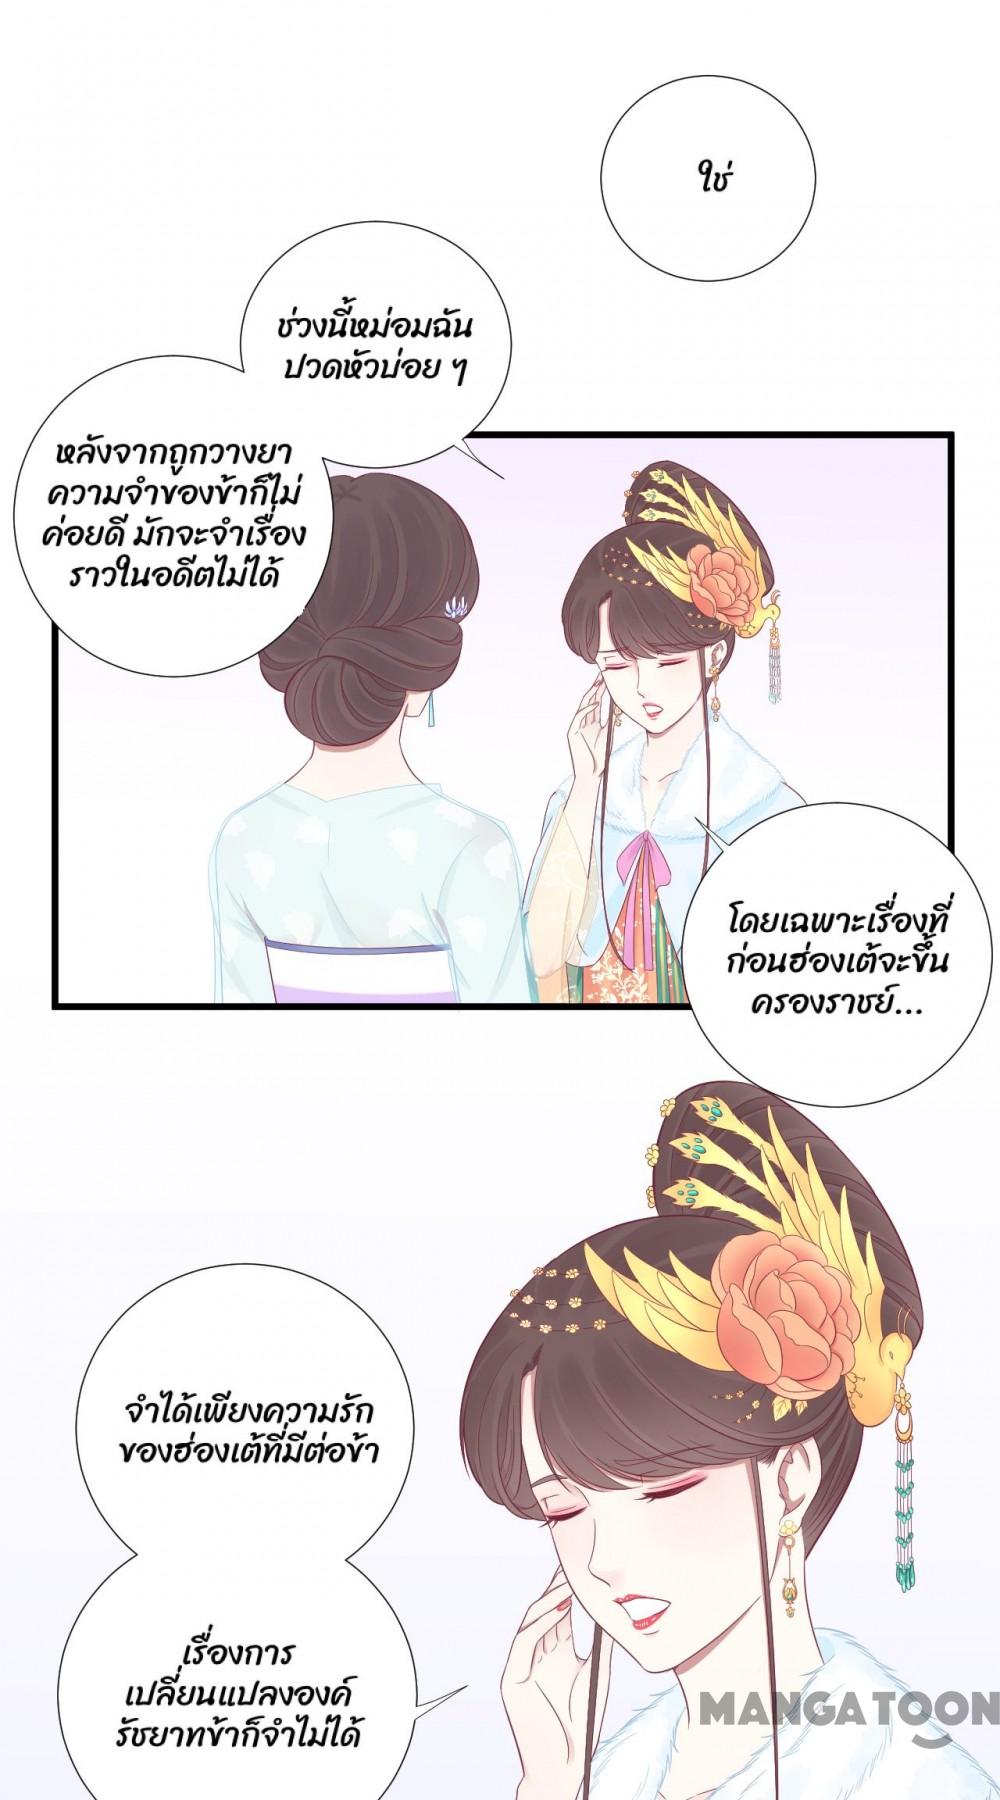 ใช่
ช่วงนี้หม่อมฉัน
ปวดหัวบ่อย ๆ
หลังจากถูกวางยา
ความจำของข้าก็ไม่
ค่อยดี มักจะจำเรื่อง
ราวในอดีตไม่ได้
โดยเฉพาะเรื่องที่
ก่อนฮ่องเต้จะขึ้น
ครองราชย์...
จำได้เพียงความรัก
ของฮ่องเต้ที่มีต่อข้า
เรื่องการ
เปลี่ยนแปลงองค์
รัชยาทข้าก็จำไม่ได้
MANGATOON